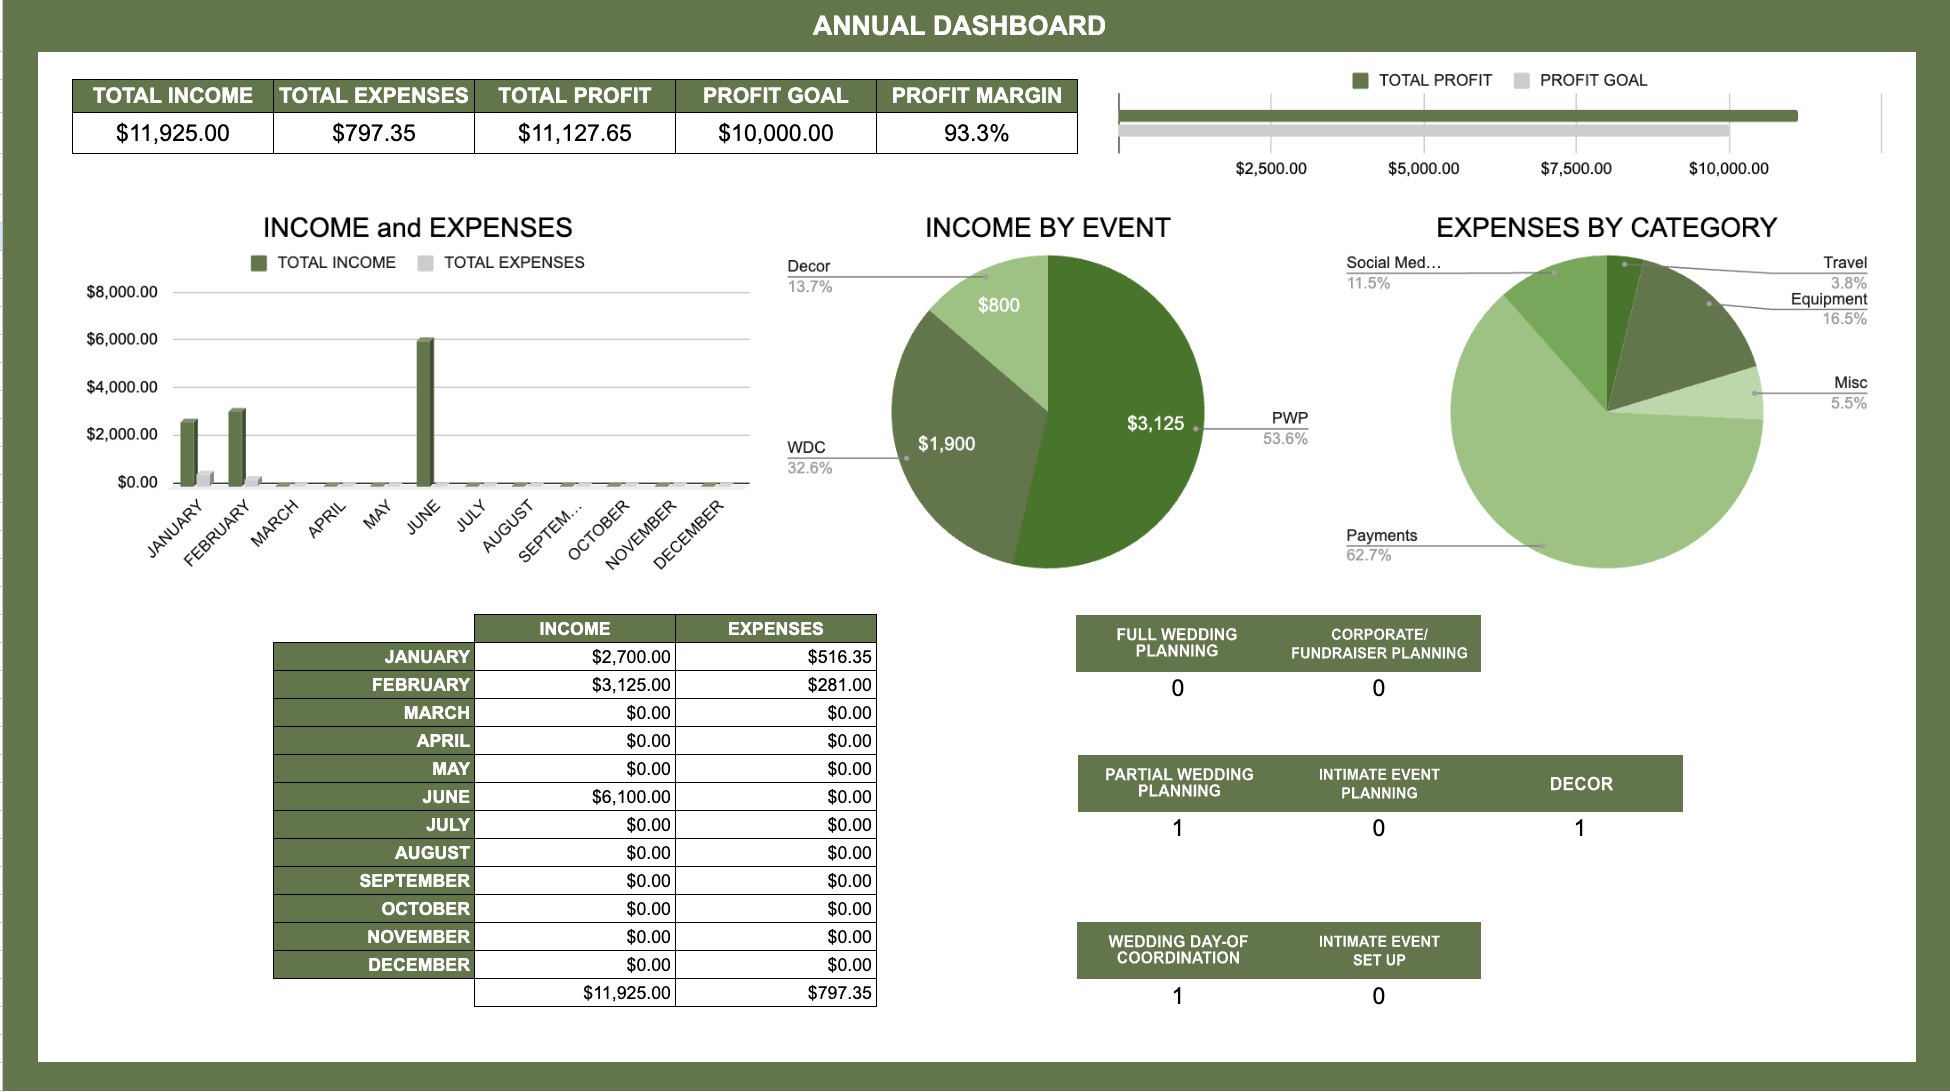 ANNUAL DASHBOARD
TOTAL INCOME TOTAL EXPENSES TOTAL PROFIT PROFIT GOAL PROFIT MARGIN
$11,925.00 $797.35 $11,127.65 $10,000.00 93.3%
TOTAL PROFIT PROFIT GOAL
$2,500.00 $5,000.00 $7,500.00 $10,000.00
INCOME and EXPENSES
TOTAL INCOME TOTAL EXPENSES
$8,000.00
$6,000.00
$4,000.00
$2,000.00
$0.00
JANUARY
FEBRUARY
MARCH
APRIL
MAY
JUNE
JULY
AUGUST
SEPTEM...
OCTOBER
NOVEMBER
DECEMBER
INCOME BY EVENT
Decor
13.7%
$800
$3,125
PWP
53.6%
$1,900
WDC
32.6%
EXPENSES BY CATEGORY
Social Med...
11.5%
Travel
3.8%
Equipment
16.5%
Misc
5.5%
Payments
62.7%
INCOME EXPENSES
JANUARY $2,700.00 $516.35
FEBRUARY $3,125.00 $281.00
MARCH $0.00 $0.00
APRIL $0.00 $0.00
MAY $0.00 $0.00
JUNE $6,100.00 $0.00
JULY $0.00 $0.00
AUGUST $0.00 $0.00
SEPTEMBER $0.00 $0.00
OCTOBER $0.00 $0.00
NOVEMBER $0.00 $0.00
DECEMBER $0.00 $0.00
$11,925.00 $797.35
FULL WEDDING
PLANNING
CORPORATE/
FUNDRAISER PLANNING
0 0
PARTIAL WEDDING
PLANNING
INTIMATE EVENT
PLANNING
DECOR
1 0 1
WEDDING DAY-OF
COORDINATION
INTIMATE EVENT
SET UP
1 0